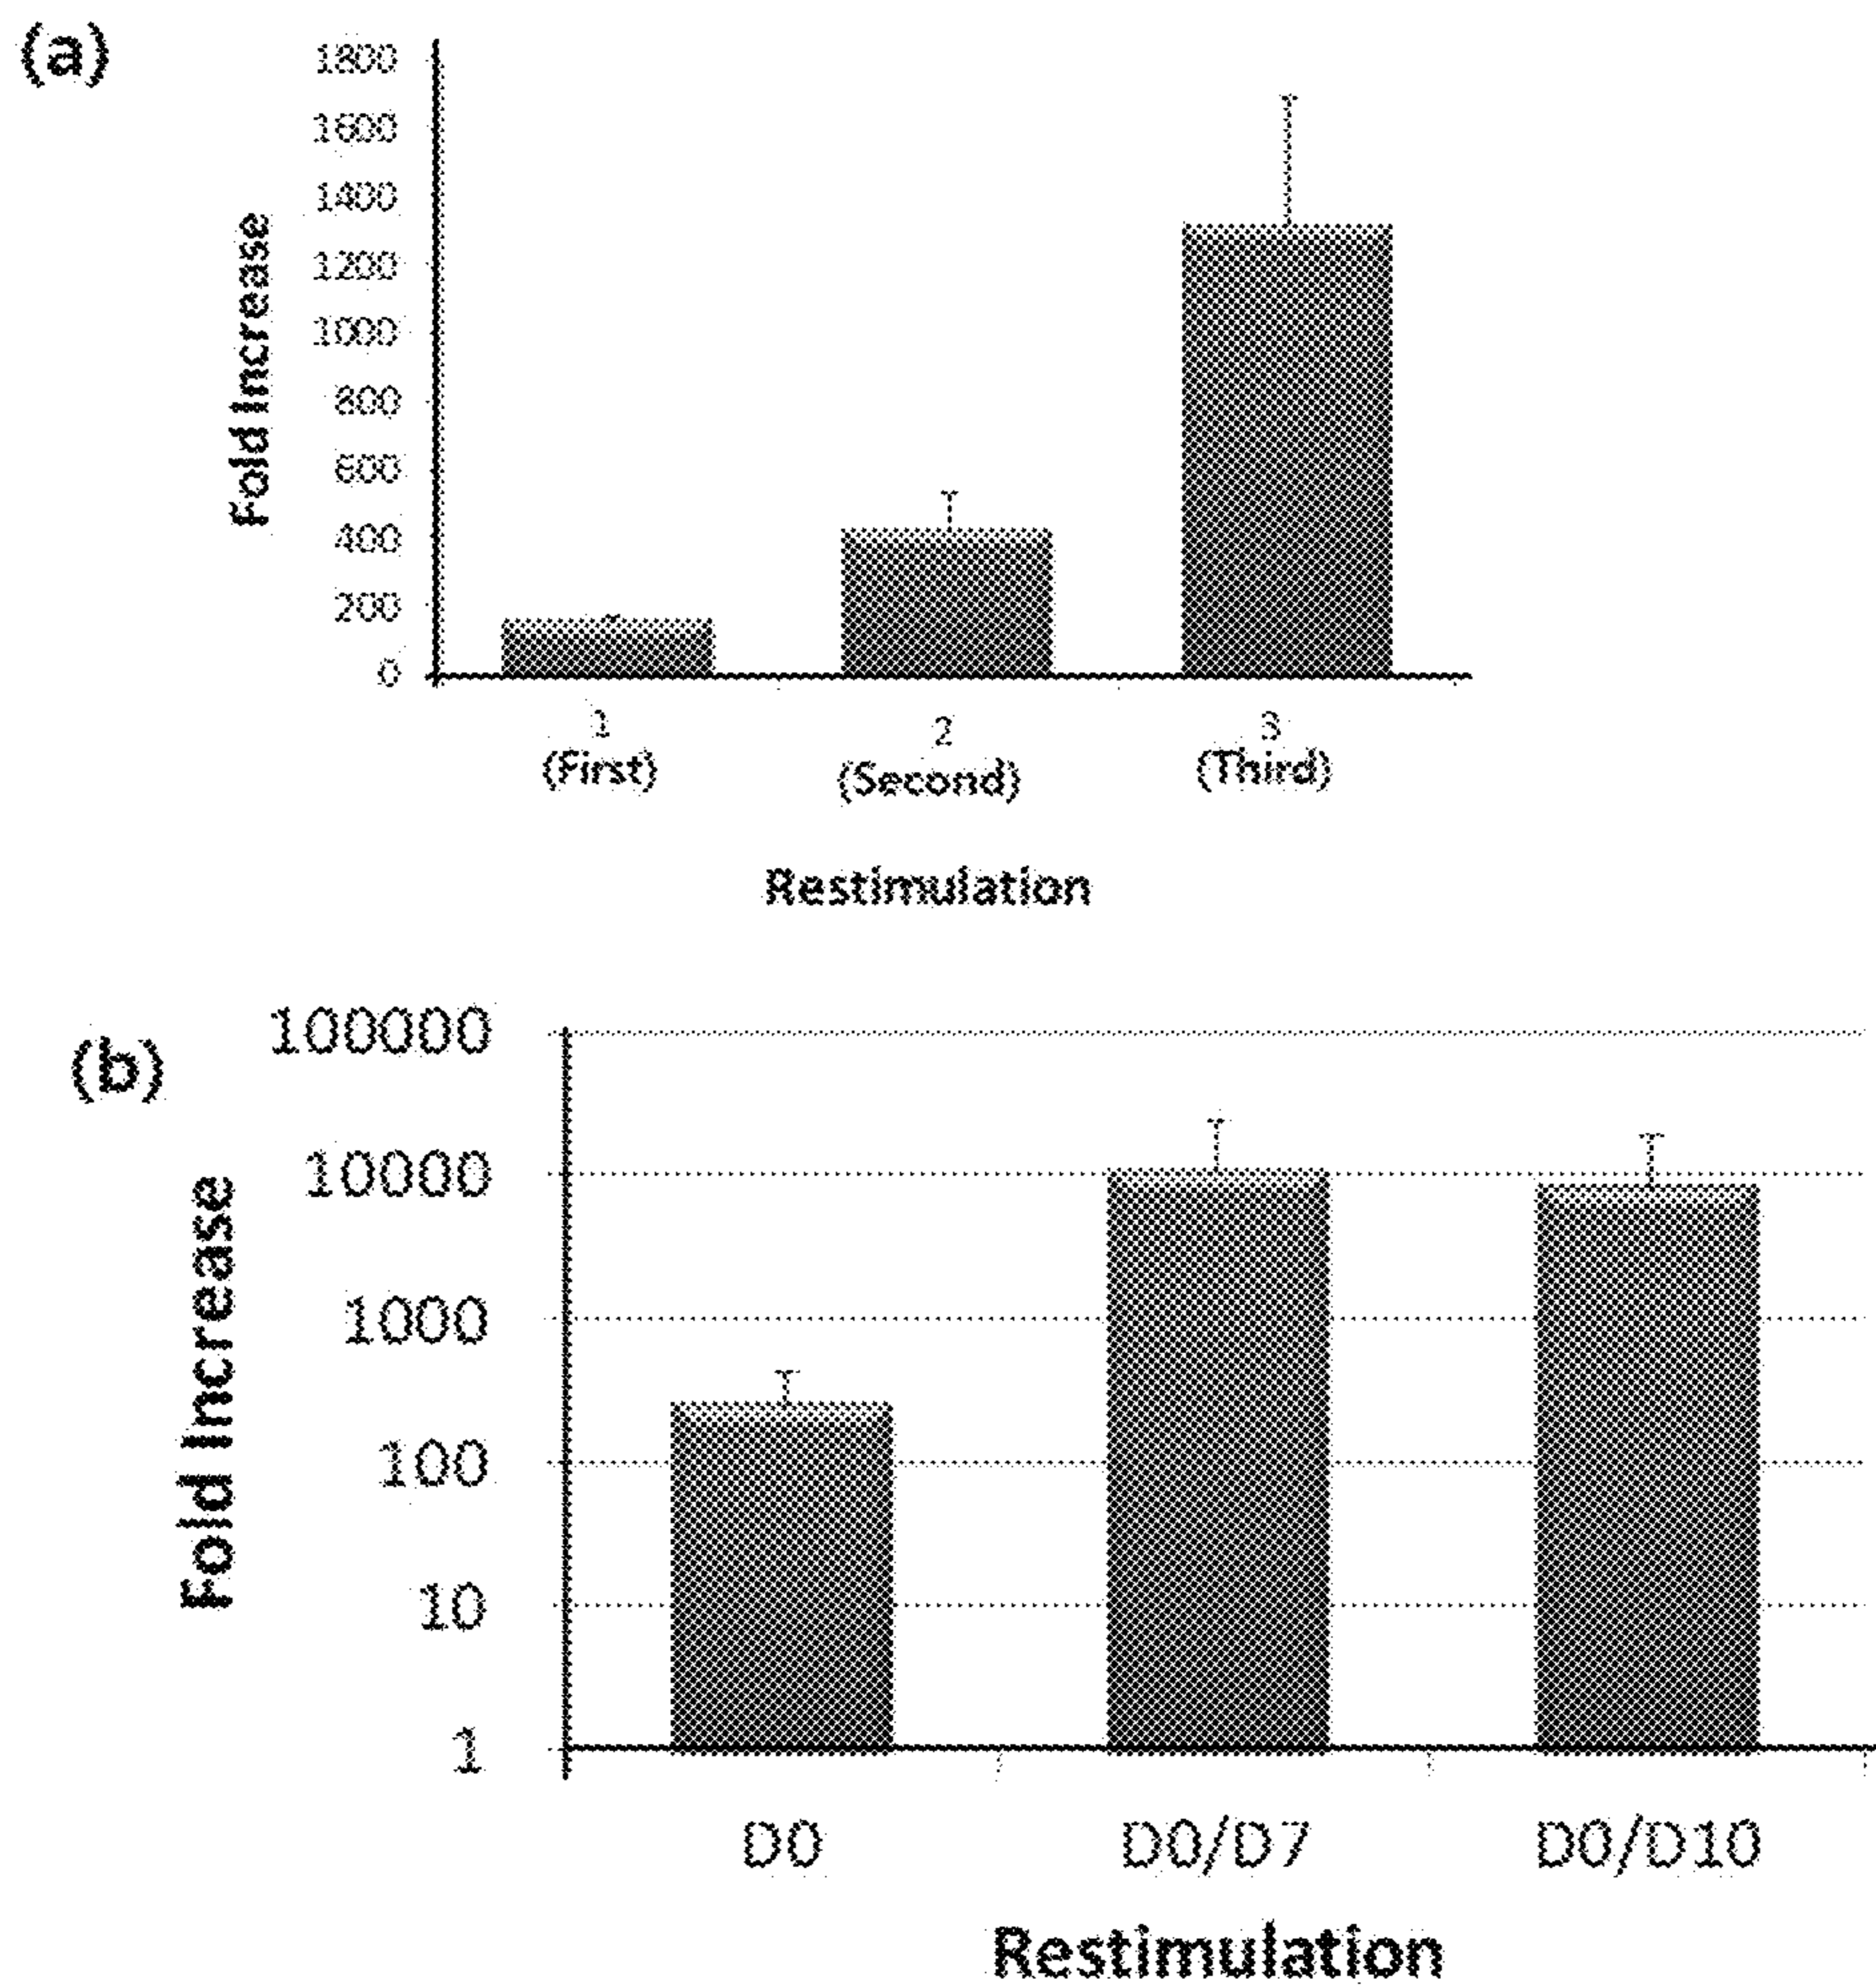 (a)
1800
1600
1400
1200
1000
800
600
400
200
0
Fold Increase
1 2 3
(First) (Second) (Third)
Restimulation
(b)
100000
10000
1000
100
10
1
Fold Increase
D0 D0/D7 D0/D10
Restimulation